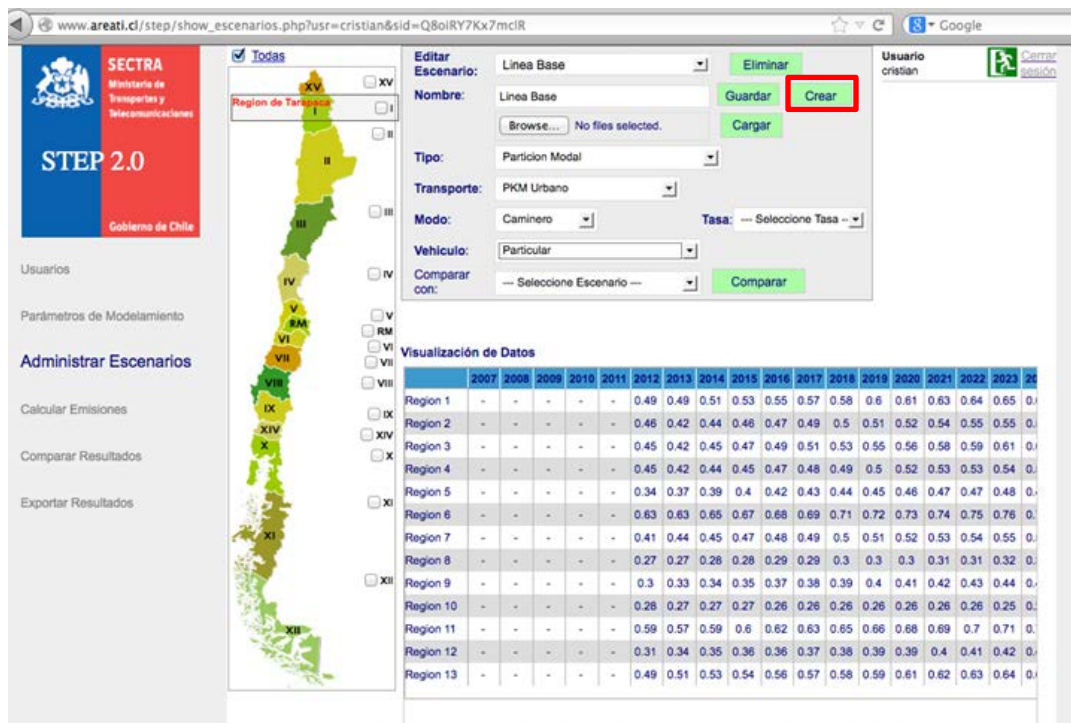 www.areati.cl/step/show_escenarios.php?usr=cristian&sid=Q8oiRY7Kx7mclR
Google
SECTRA
Ministerio de
Transportes y
Telecomunicaciones
STEP 2.0
Gobierno de Chile
Usuarios
Parámetros de Modelamiento
Administrar Escenarios
Calcular Emisiones
Comparar Resultados
Exportar Resultados
Todas
XV XV
Region de Tarapaca
I I
II II
III III
IV IV
V V
RM RM
VI VI
VII VII
VIII VIII
IX IX
XIV XIV
X X
XI XI
XII XII
Editar Escenario: Linea Base Eliminar
Nombre: Linea Base Guardar Crear
Browse... No files selected. Cargar
Tipo: Particion Modal
Transporte: PKM Urbano
Modo: Caminero Tasa: --- Seleccione Tasa --
Vehiculo: Particular
Comparar con: --- Seleccione Escenario --- Comparar
Usuario
cristian
Cerrar
sesión
Visualización de Datos
2007 2008 2009 2010 2011 2012 2013 2014 2015 2016 2017 2018 2019 2020 2021 2022 2023
Region 1 - - - - - 0.49 0.49 0.51 0.53 0.55 0.57 0.58 0.6 0.61 0.63 0.64 0.65
Region 2 - - - - - 0.46 0.42 0.44 0.46 0.47 0.49 0.5 0.51 0.52 0.54 0.55 0.55
Region 3 - - - - - 0.45 0.42 0.45 0.47 0.49 0.51 0.53 0.55 0.56 0.58 0.59 0.61
Region 4 - - - - - 0.45 0.42 0.44 0.45 0.47 0.48 0.49 0.5 0.52 0.53 0.53 0.54
Region 5 - - - - - 0.34 0.37 0.39 0.4 0.42 0.43 0.44 0.45 0.46 0.47 0.47 0.48
Region 6 - - - - - 0.63 0.63 0.65 0.67 0.68 0.69 0.71 0.72 0.73 0.74 0.75 0.76
Region 7 - - - - - 0.41 0.44 0.45 0.47 0.48 0.49 0.5 0.51 0.52 0.53 0.54 0.55
Region 8 - - - - - 0.27 0.27 0.28 0.28 0.29 0.29 0.3 0.3 0.3 0.31 0.31 0.32
Region 9 - - - - - 0.3 0.33 0.34 0.35 0.37 0.38 0.39 0.4 0.41 0.42 0.43 0.44
Region 10 - - - - - 0.28 0.27 0.27 0.27 0.26 0.26 0.26 0.26 0.26 0.26 0.26 0.25
Region 11 - - - - - 0.59 0.57 0.59 0.6 0.62 0.63 0.65 0.66 0.68 0.69 0.7 0.71
Region 12 - - - - - 0.31 0.34 0.35 0.36 0.36 0.37 0.38 0.39 0.39 0.4 0.41 0.42
Region 13 - - - - - 0.49 0.51 0.53 0.54 0.56 0.57 0.58 0.59 0.61 0.62 0.63 0.64